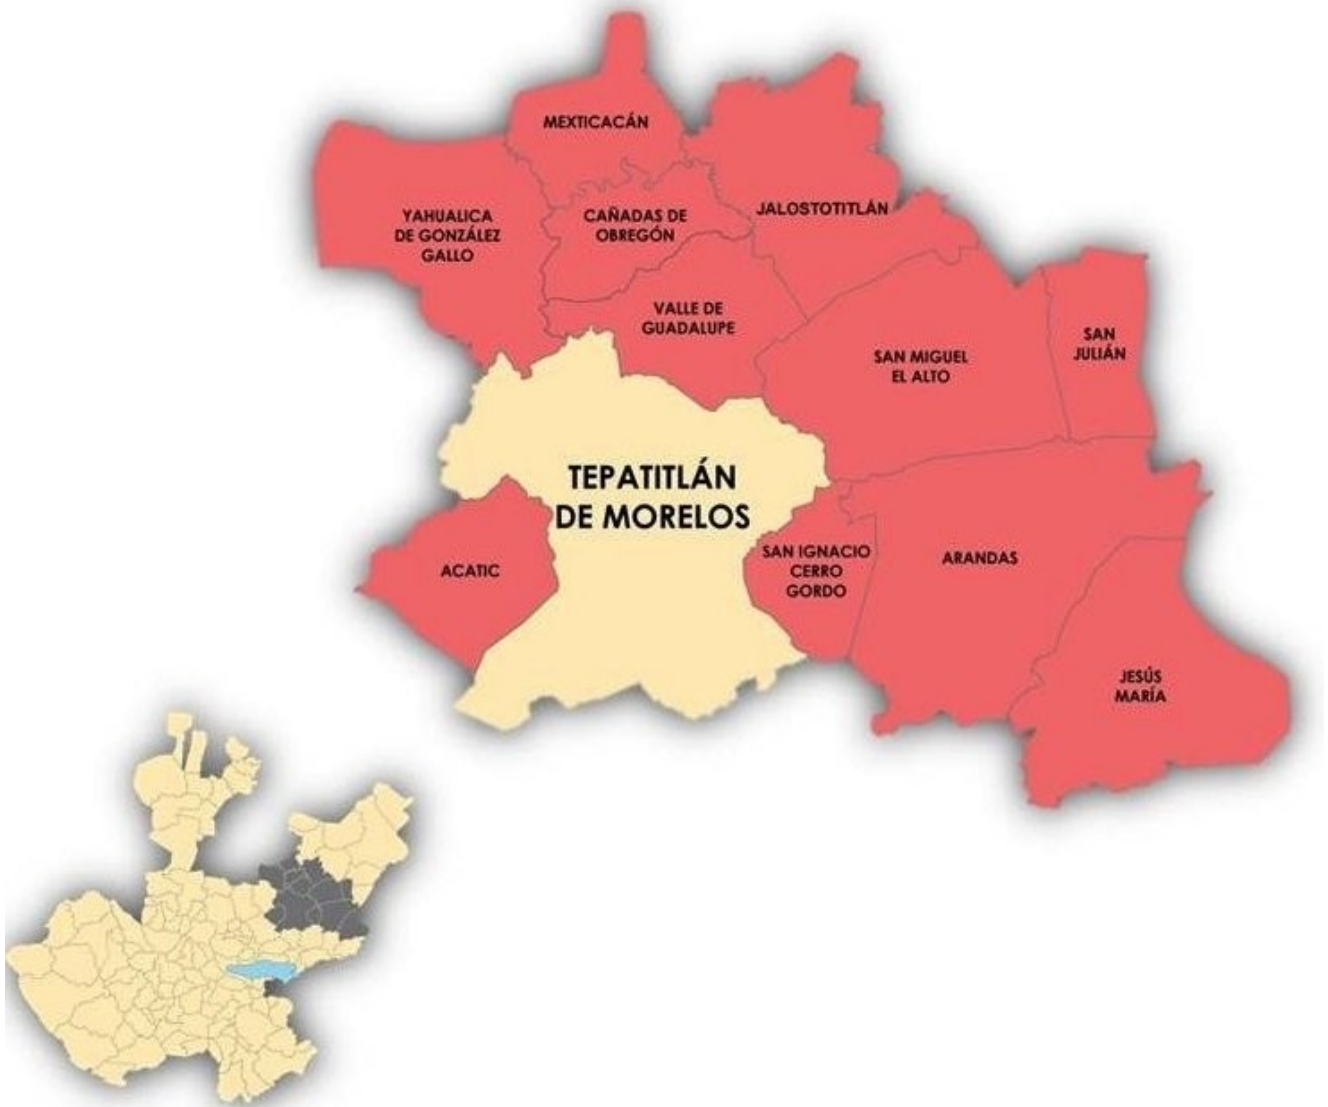 MEXTICACÁN
YAHUALICA
DE GONZÁLEZ
GALLO
CAÑADAS DE
OBREGÓN
JALOSTOTITLÁN
VALLE DE
GUADALUPE
SAN MIGUEL
EL ALTO
SAN
JULIÁN
TEPATITLÁN
DE MORELOS
ACATIC
SAN IGNACIO
CERRO
GORDO
ARANDAS
JESÚS
MARÍA